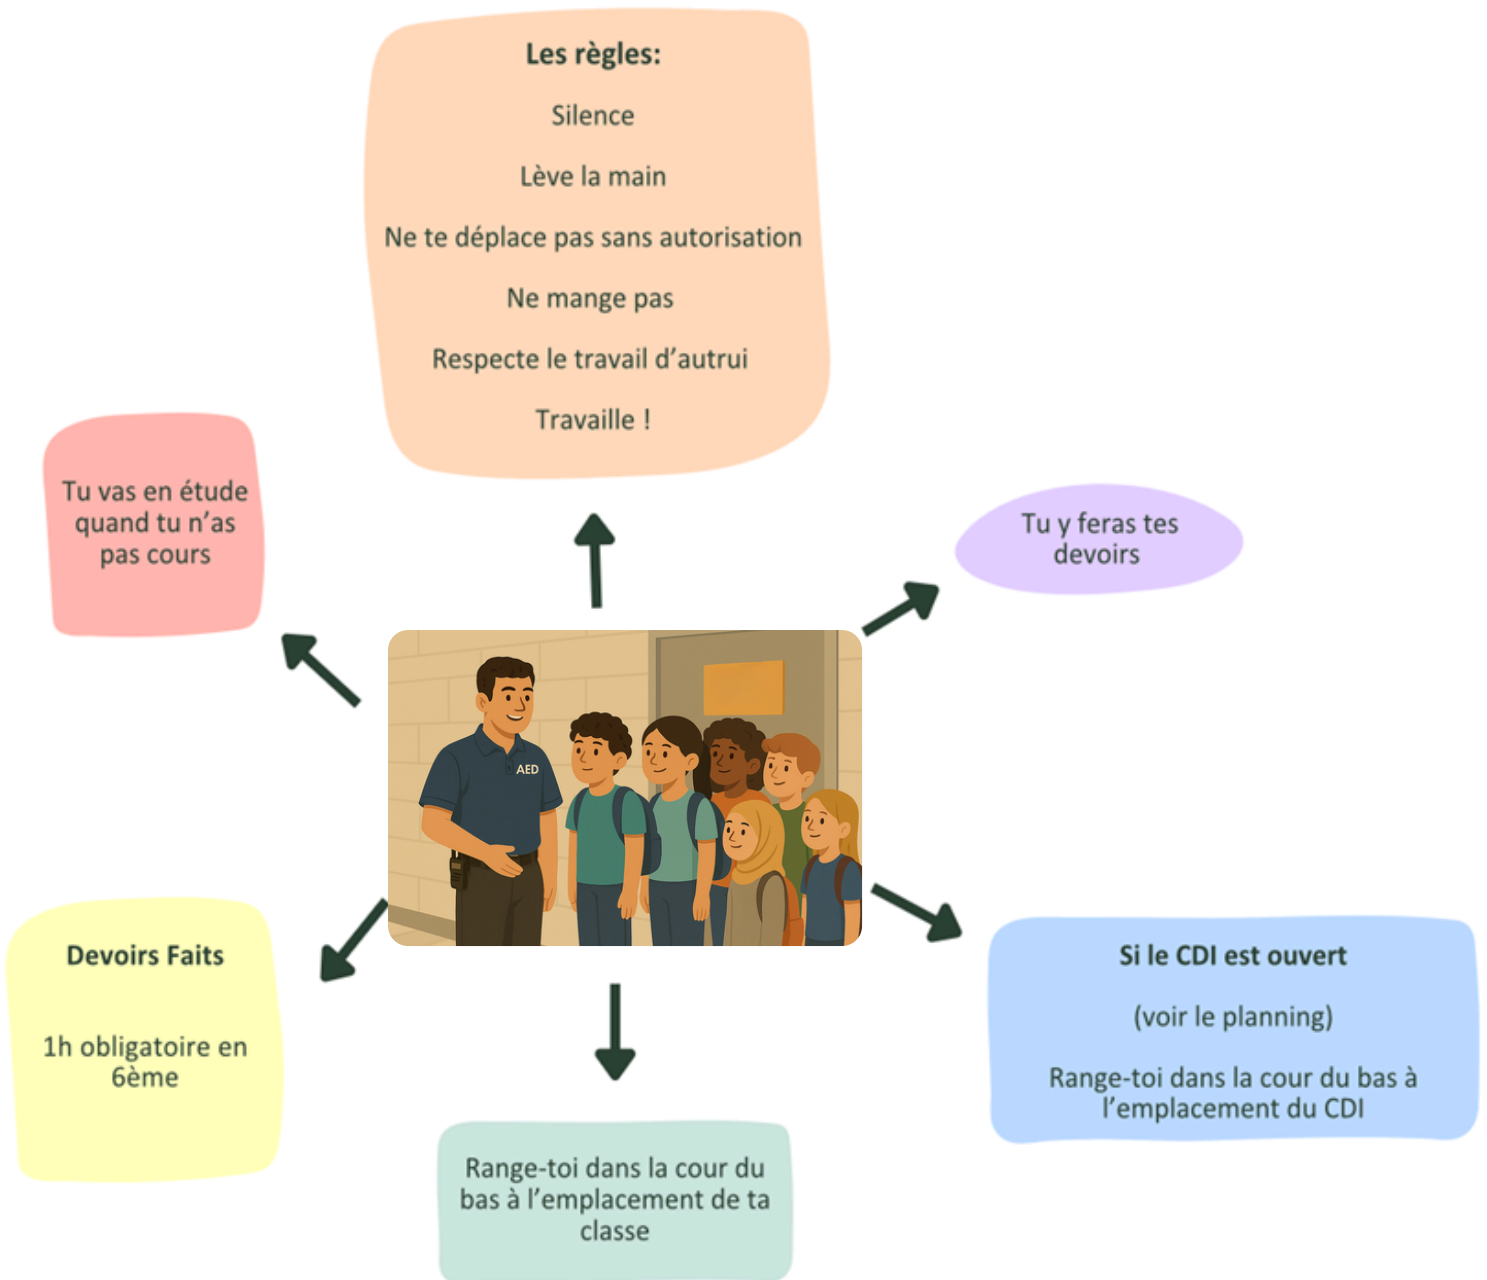 Les règles:
Silence
Lève la main
Ne te déplace pas sans autorisation
Ne mange pas
Respecte le travail d'autrui
Travaille !
Tu vas en étude
quand tu n'as
pas cours
Tu y feras tes
devoirs
AED
Devoirs Faits
1h obligatoire en
6ème
Si le CDI est ouvert
(voir le planning)
Range-toi dans la cour du bas à
l'emplacement du CDI
Range-toi dans la cour du
bas à l'emplacement de ta
classe